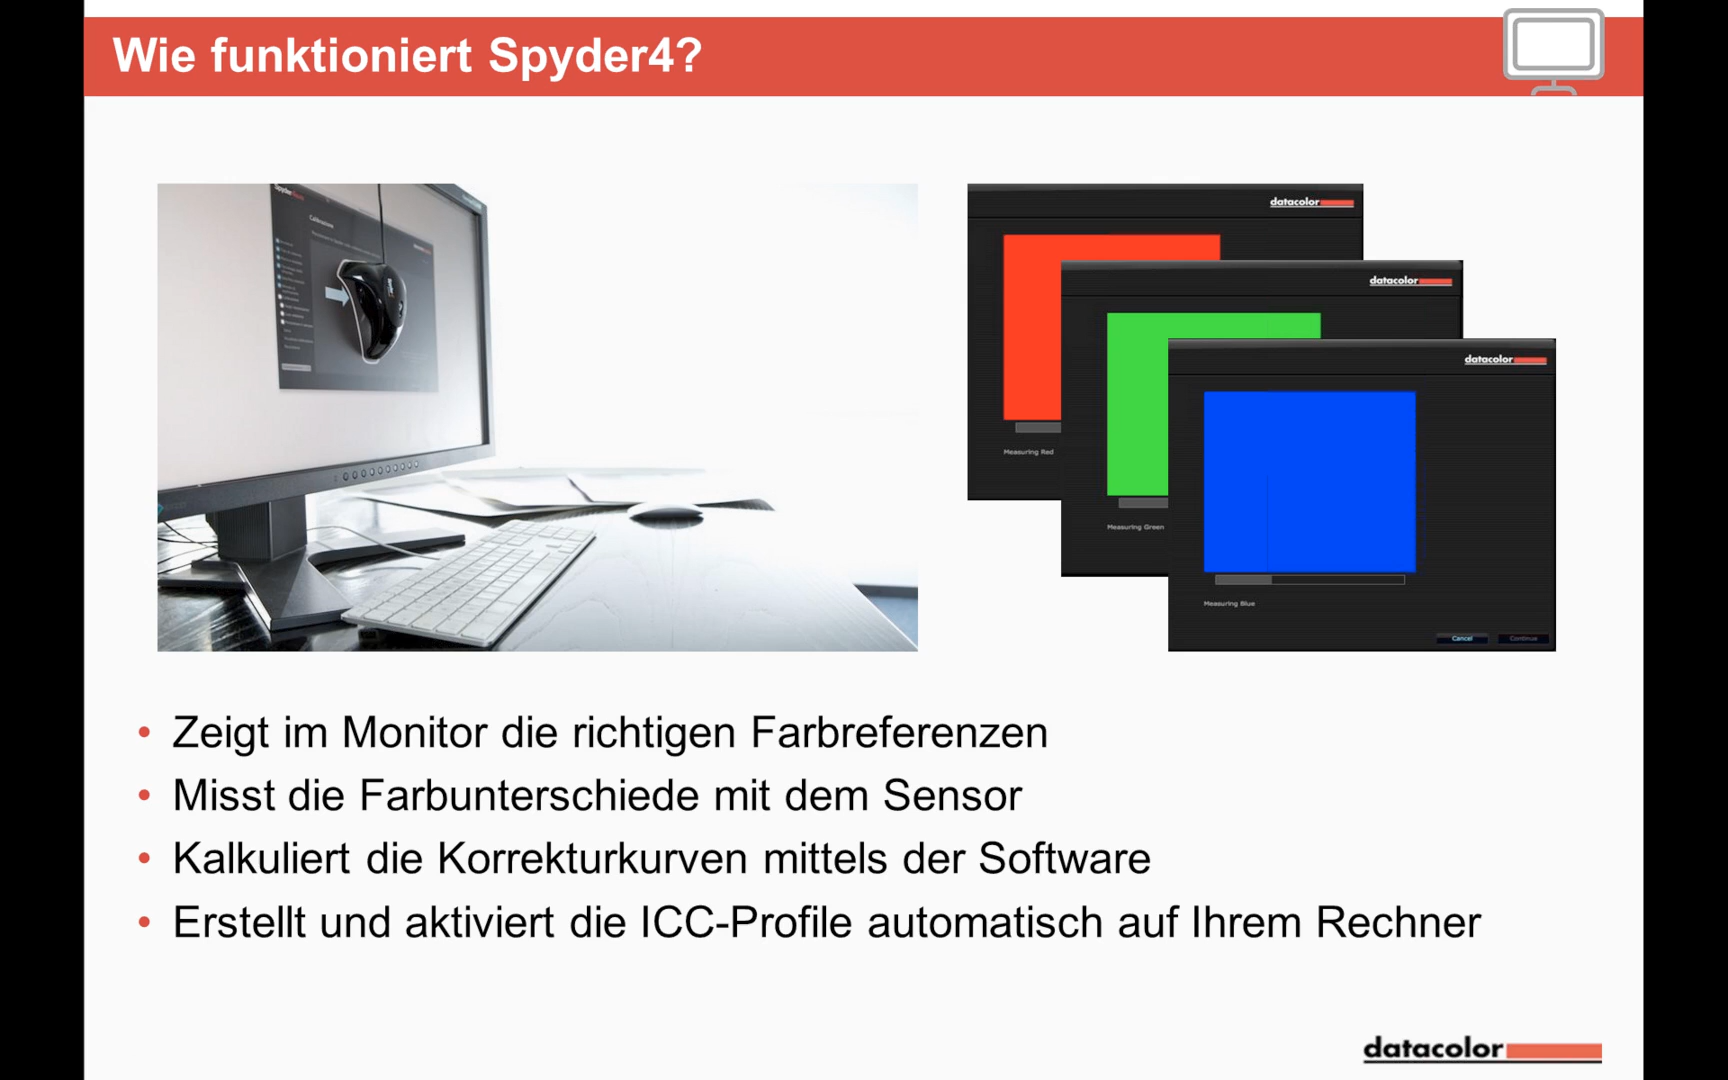 Wie funktioniert Spyder4?
datacolor
Measuring Red
datacolor
Measuring Green
datacolor
Measuring Blue
Cancel
Continue
Zeigt im Monitor die richtigen Farbreferenzen
Misst die Farbunterschiede mit dem Sensor
Kalkuliert die Korrekturkurven mittels der Software
Erstellt und aktiviert die ICC-Profile automatisch auf Ihrem Rechner
datacolor